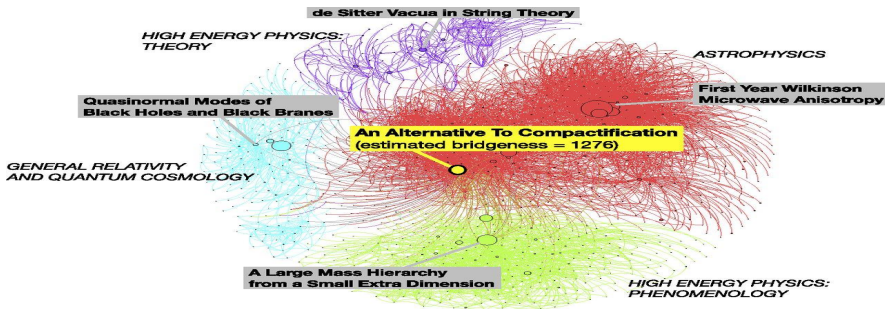 de Sitter Vacua in String Theory
HIGH ENERGY PHYSICS:
THEORY
ASTROPHYSICS
First Year Wilkinson
Microwave Anisotropy
Quasinormal Modes of
Black Holes and Black Branes
An Alternative To Compactification
(estimated bridgeness = 1276)
GENERAL RELATIVITY
AND QUANTUM COSMOLOGY
A Large Mass Hierarchy
from a Small Extra Dimension
HIGH ENERGY PHYSICS:
PHENOMENOLOGY